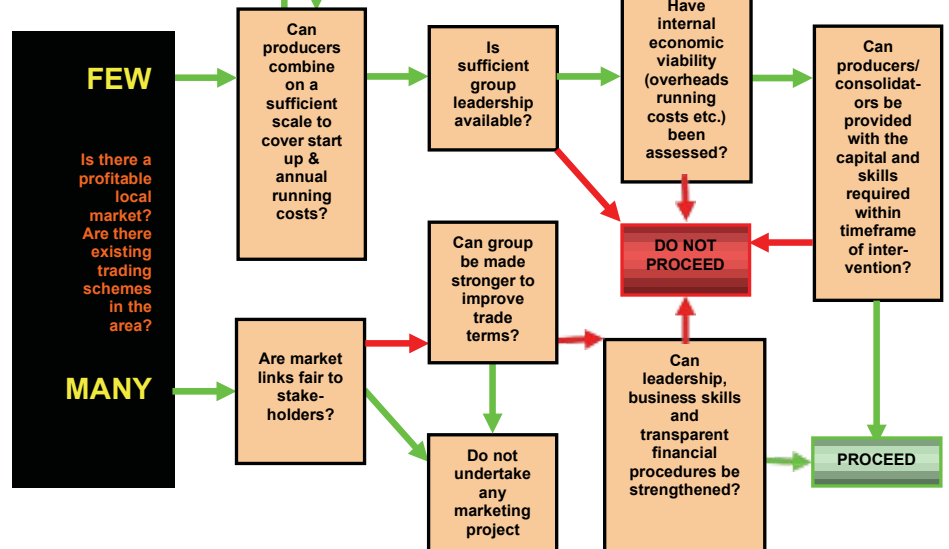 FEW
Is there a
profitable
local
market?
Are there
existing
trading
schemes
in the
area?
MANY
Can
producers
combine
on a
sufficient
scale to
cover start
up &
annual
running
costs?
Is
sufficient
group
leadership
available?
Have
internal
economic
viability
(overheads
running
costs etc.)
been
assessed?
Can
producers/
consolidat-
ors be
provided
with the
capital and
skills
required
within
timeframe
of inter-
vention?
DO NOT
PROCEED
Can group
be made
stronger to
improve
trade
terms?
Are market
links fair to
stake-
holders?
Do not
undertake
any
marketing
project
Can
leadership,
business skills
and
transparent
financial
procedures be
strengthened?
PROCEED